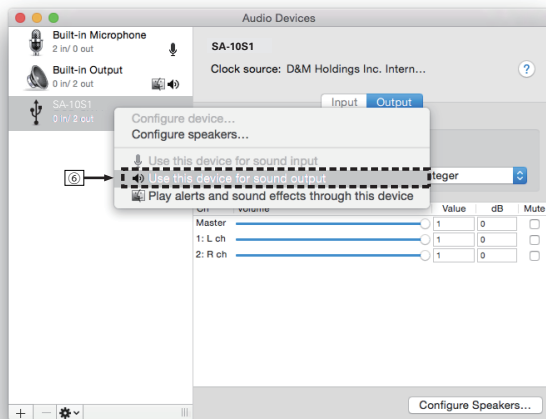 Audio Devices
Built-in Microphone
2 in/ 0 out
Built-in Output
0 in/ 2 out
SA-10S1
0 in/ 2 out
SA-10S1
Clock source: D&M Holdings Inc. Intern...
?
Input Output
Configure device...
Configure speakers...
Use this device for sound input
⑥ Use this device for sound output
Play alerts and sound effects through this device
teger
Ch Volume Value dB Mute
Master 1 0
1: L ch 1 0
2: R ch 1 0
Configure Speakers...